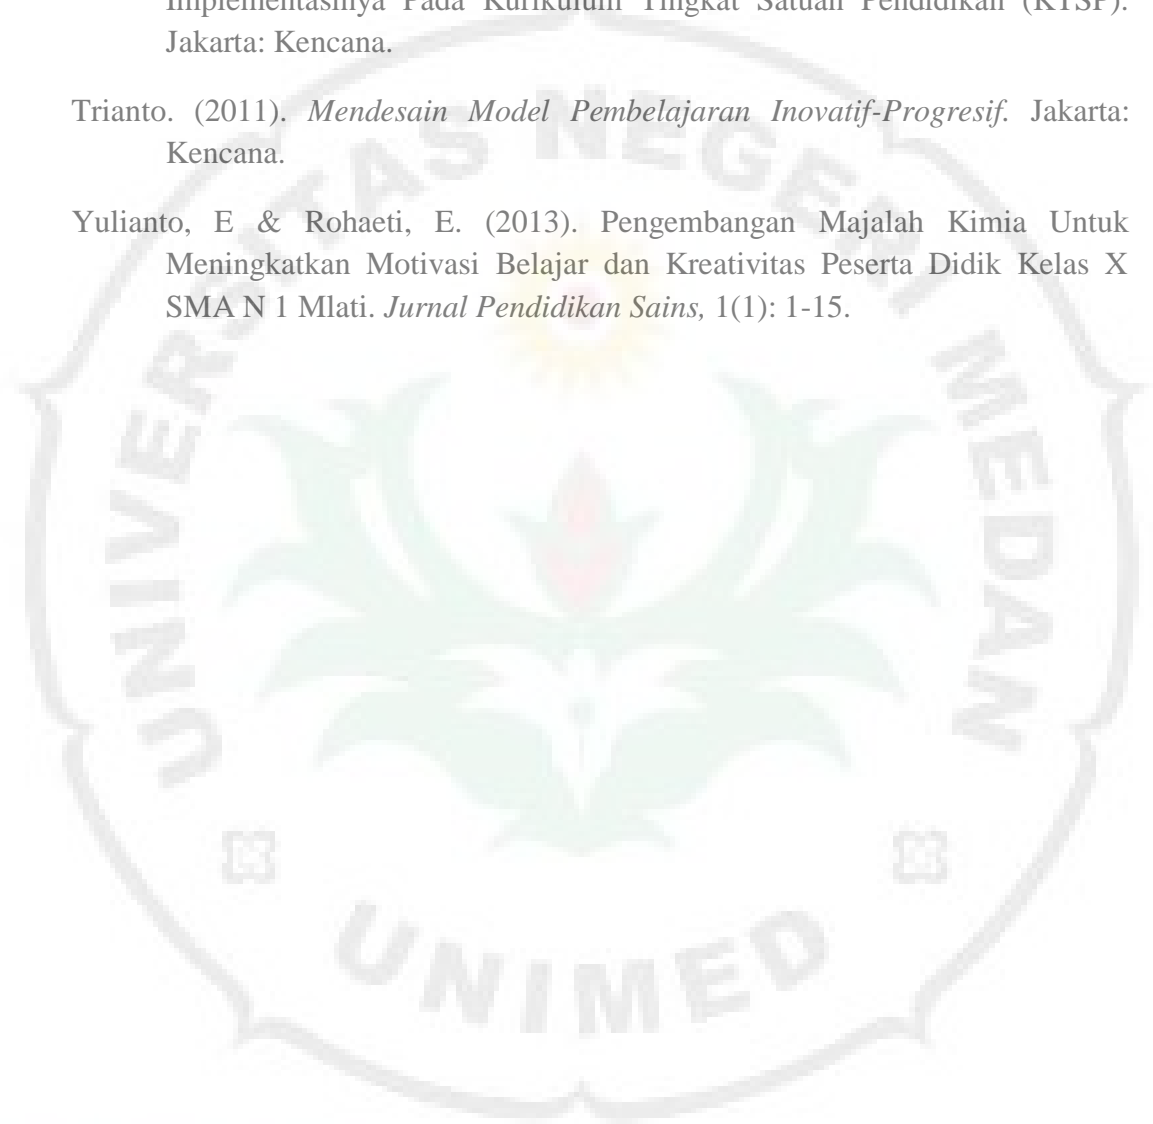 Implementasinya Pada Kurikulum Tingkat Satuan Pendidikan (KTSP).
Jakarta: Kencana.
Trianto. (2011). Mendesain Model Pembelajaran Inovatif-Progresif. Jakarta:
Kencana.
Yulianto, E & Rohaeti, E. (2013). Pengembangan Majalah Kimia Untuk
Meningkatkan Motivasi Belajar dan Kreativitas Peserta Didik Kelas X
SMA N 1 Mlati. Jurnal Pendidikan Sains, 1(1): 1-15.
UNIVERSITAS NEGERI MEDAN
UNIMED